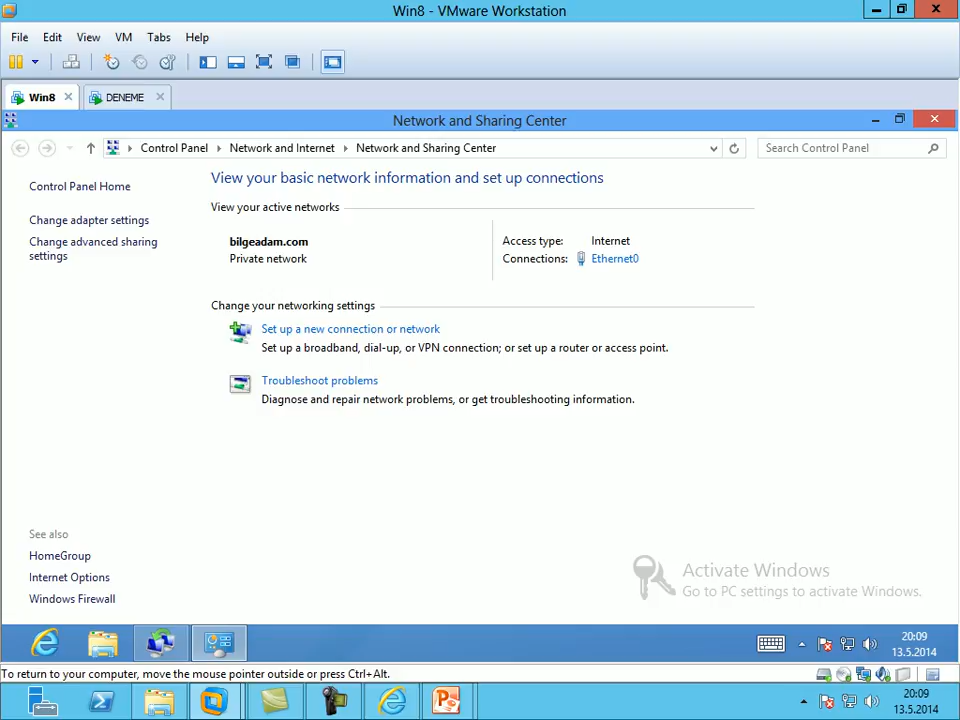 Win8 - VMware Workstation
File Edit View VM Tabs Help
Win8 DENEME
Network and Sharing Center
Control Panel Network and Internet Network and Sharing Center Search Control Panel
Control Panel Home
Change adapter settings
Change advanced sharing
settings
View your basic network information and set up connections
View your active networks
bilgeadam.com
Private network
Access type: Internet
Connections: Ethernet0
Change your networking settings
Set up a new connection or network
Set up a broadband, dial-up, or VPN connection; or set up a router or access point.
Troubleshoot problems
Diagnose and repair network problems, or get troubleshooting information.
See also
HomeGroup
Internet Options
Windows Firewall
Activate Windows
Go to PC settings to activate Windows.
20:09
13.5.2014
To return to your computer, move the mouse pointer outside or press Ctrl+Alt.
20:09
13.5.2014